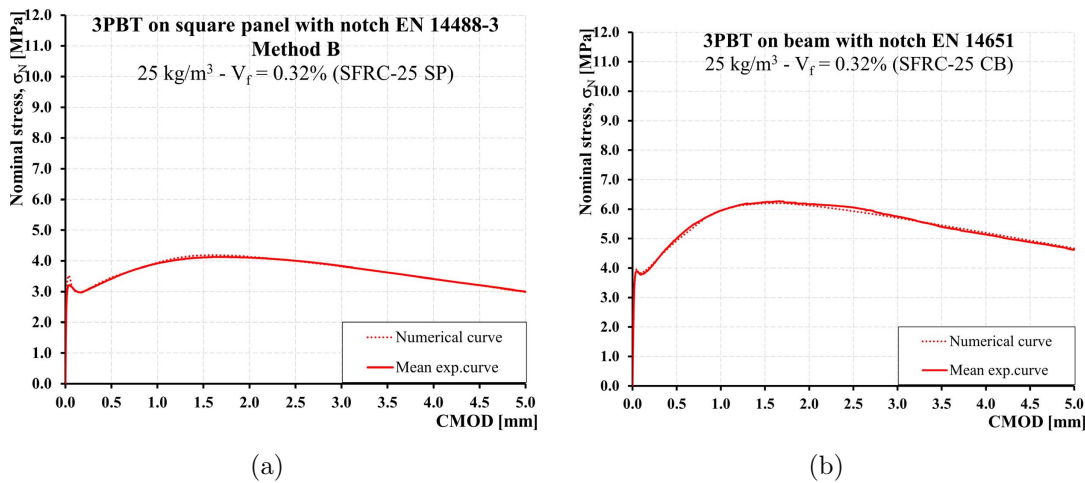 3PBT on square panel with notch EN 14488-3
Method B
25 kg/m³ - V_f = 0.32% (SFRC-25 SP)
Nominal stress, σ_N [MPa]
12.0
11.0
10.0
9.0
8.0
7.0
6.0
5.0
4.0
3.0
2.0
1.0
0.0
Numerical curve
Mean exp.curve
0.0 0.5 1.0 1.5 2.0 2.5 3.0 3.5 4.0 4.5 5.0
CMOD [mm]
(a)
3PBT on beam with notch EN 14651
25 kg/m³ - V_f = 0.32% (SFRC-25 CB)
Nominal stress, σ_N [MPa]
12.0
11.0
10.0
9.0
8.0
7.0
6.0
5.0
4.0
3.0
2.0
1.0
0.0
Numerical curve
Mean exp.curve
0.0 0.5 1.0 1.5 2.0 2.5 3.0 3.5 4.0 4.5 5.0
CMOD [mm]
(b)